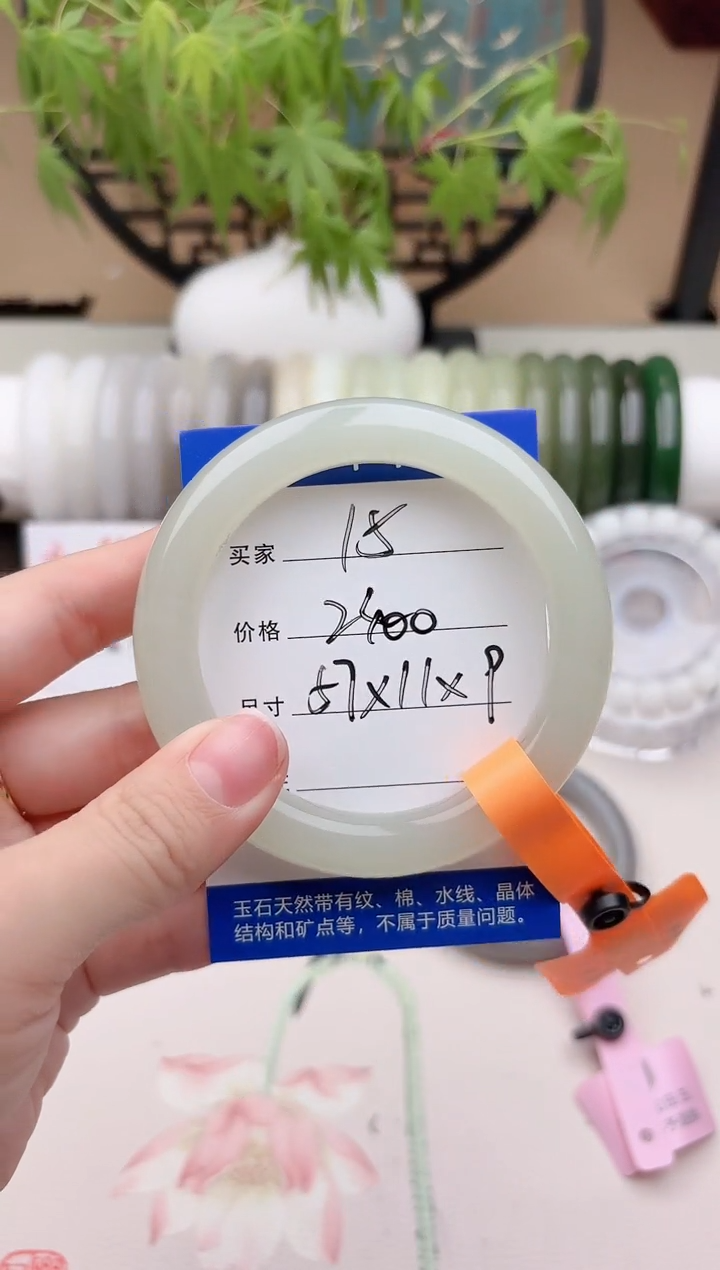 买家 15
价格 2400
尺寸 57x11x9
玉石天然带有纹、棉、水线、晶体
结构和矿点等，不属于质量问题。